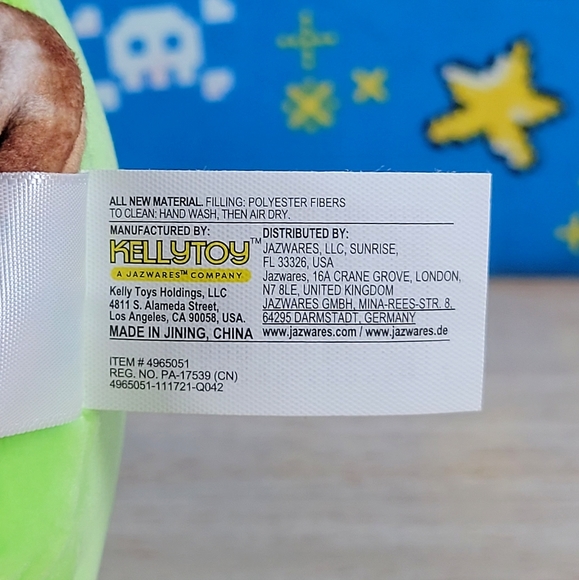 ALL NEW MATERIAL. FILLING: POLYESTER FIBERS
TO CLEAN: HAND WASH, THEN AIR DRY.
MANUFACTURED BY:
KELLYTOY™
A JAZWARES™ COMPANY
Kelly Toys Holdings, LLC
4811 S. Alameda Street,
Los Angeles, CA 90058, USA.
MADE IN JINING, CHINA
DISTRIBUTED BY:
JAZWARES, LLC, SUNRISE,
FL 33326, USA
Jazwares, 16A CRANE GROVE, LONDON,
N7 8LE, UNITED KINGDOM
JAZWARES GMBH, MINA-REES-STR. 8,
64295 DARMSTADT, GERMANY
www.jazwares.com / www.jazwares.de
ITEM # 4965051
REG. NO. PA-17539 (CN)
4965051-111721-Q042